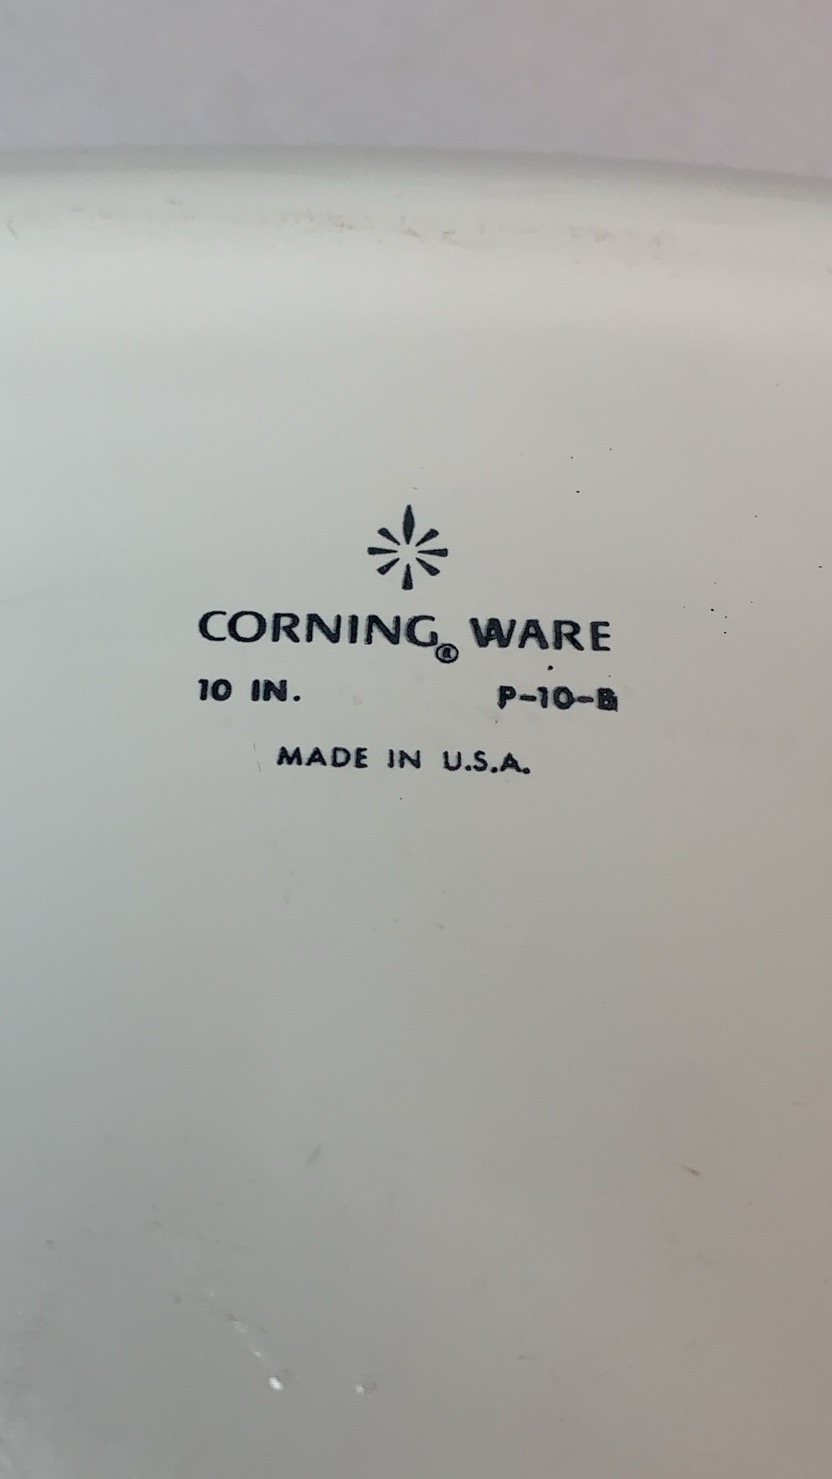 CORNING® WARE
10 IN. P-10-B
MADE IN U.S.A.